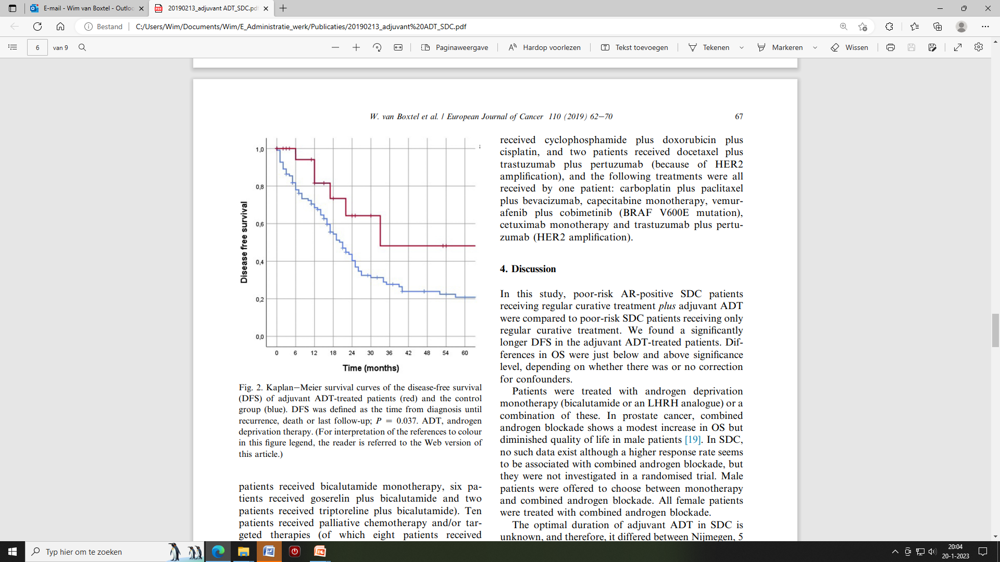 E-mail - Wim van Boxtel - Outloo
20190213_adjuvant ADT_SDC.pdf
Bestand
C:/Users/Wim/Documents/Wim/E_Administratie_werk/Publicaties/20190213_adjuvant%20ADT_SDC.pdf
6 van 9
Paginaweergave
Hardop voorlezen
Tekst toevoegen
Tekenen
Markeren
Wissen
W. van Boxtel et al. / European Journal of Cancer 110 (2019) 62–70
67
1,0
0,8
0,6
0,4
0,2
0,0
Disease free survival
0 6 12 18 24 30 36 42 48 54 60
Time (months)
Fig. 2. Kaplan–Meier survival curves of the disease-free survival
(DFS) of adjuvant ADT-treated patients (red) and the control
group (blue). DFS was defined as the time from diagnosis until
recurrence, death or last follow-up; P = 0.037. ADT, androgen
deprivation therapy. (For interpretation of the references to colour
in this figure legend, the reader is referred to the Web version of
this article.)
patients received bicalutamide monotherapy, six pa-
tients received goserelin plus bicalutamide and two
patients received triptoreline plus bicalutamide). Ten
patients received palliative chemotherapy and/or tar-
geted therapies (of which eight patients received
received cyclophosphamide plus doxorubicin plus
cisplatin, and two patients received docetaxel plus
trastuzumab plus pertuzumab (because of HER2
amplification), and the following treatments were all
received by one patient: carboplatin plus paclitaxel
plus bevacizumab, capecitabine monotherapy, vemur-
afenib plus cobimetinib (BRAF V600E mutation),
cetuximab monotherapy and trastuzumab plus pertu-
zumab (HER2 amplification).
4. Discussion
In this study, poor-risk AR-positive SDC patients
receiving regular curative treatment plus adjuvant ADT
were compared to poor-risk SDC patients receiving only
regular curative treatment. We found a significantly
longer DFS in the adjuvant ADT-treated patients. Dif-
ferences in OS were just below and above significance
level, depending on whether there was or no correction
for confounders.
Patients were treated with androgen deprivation
monotherapy (bicalutamide or an LHRH analogue) or a
combination of these. In prostate cancer, combined
androgen blockade shows a modest increase in OS but
diminished quality of life in male patients [19]. In SDC,
no such data exist although a higher response rate seems
to be associated with combined androgen blockade, but
they were not investigated in a randomised trial. Male
patients were offered to choose between monotherapy
and combined androgen blockade. All female patients
were treated with combined androgen blockade.
The optimal duration of adjuvant ADT in SDC is
unknown, and therefore, it differed between Nijmegen, 5
Typ hier om te zoeken
20:04
20-1-2023